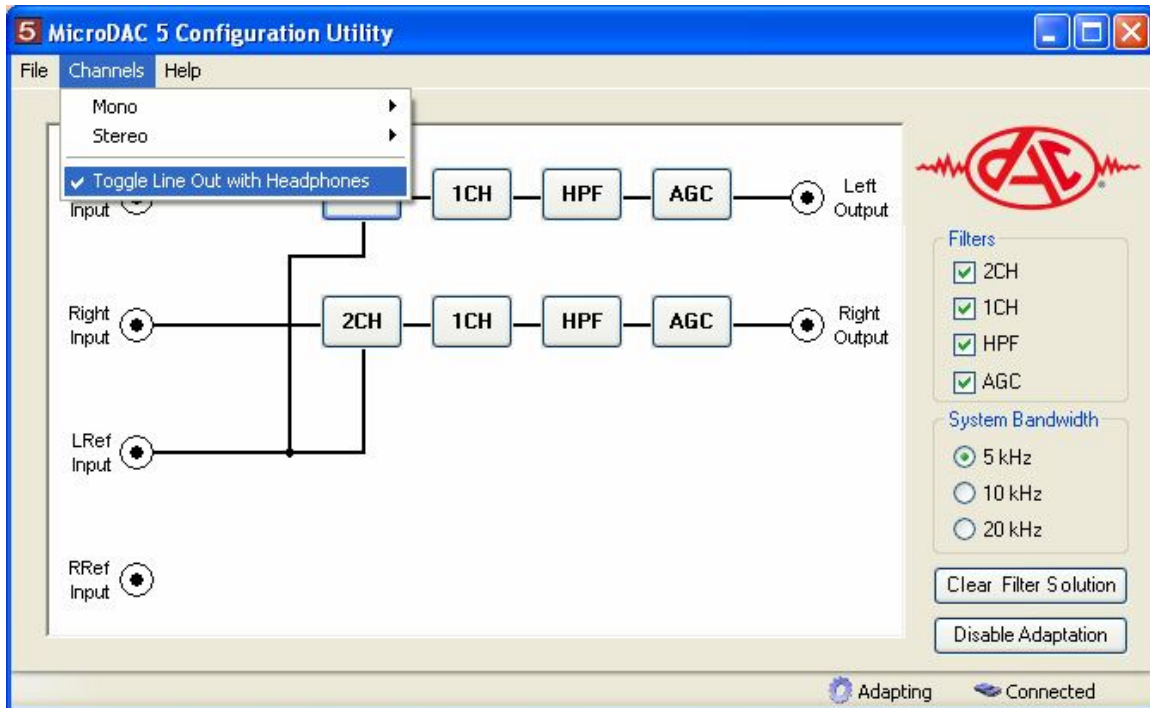 5 MicroDAC 5 Configuration Utility
File Channels Help
Mono
Stereo
Toggle Line Out with Headphones
Input
1CH
HPF
AGC
Left
Output
Right
Input
2CH
1CH
HPF
AGC
Right
Output
LRef
Input
RRef
Input
DAC
Filters
2CH
1CH
HPF
AGC
System Bandwidth
5 kHz
10 kHz
20 kHz
Clear Filter Solution
Disable Adaptation
Adapting
Connected